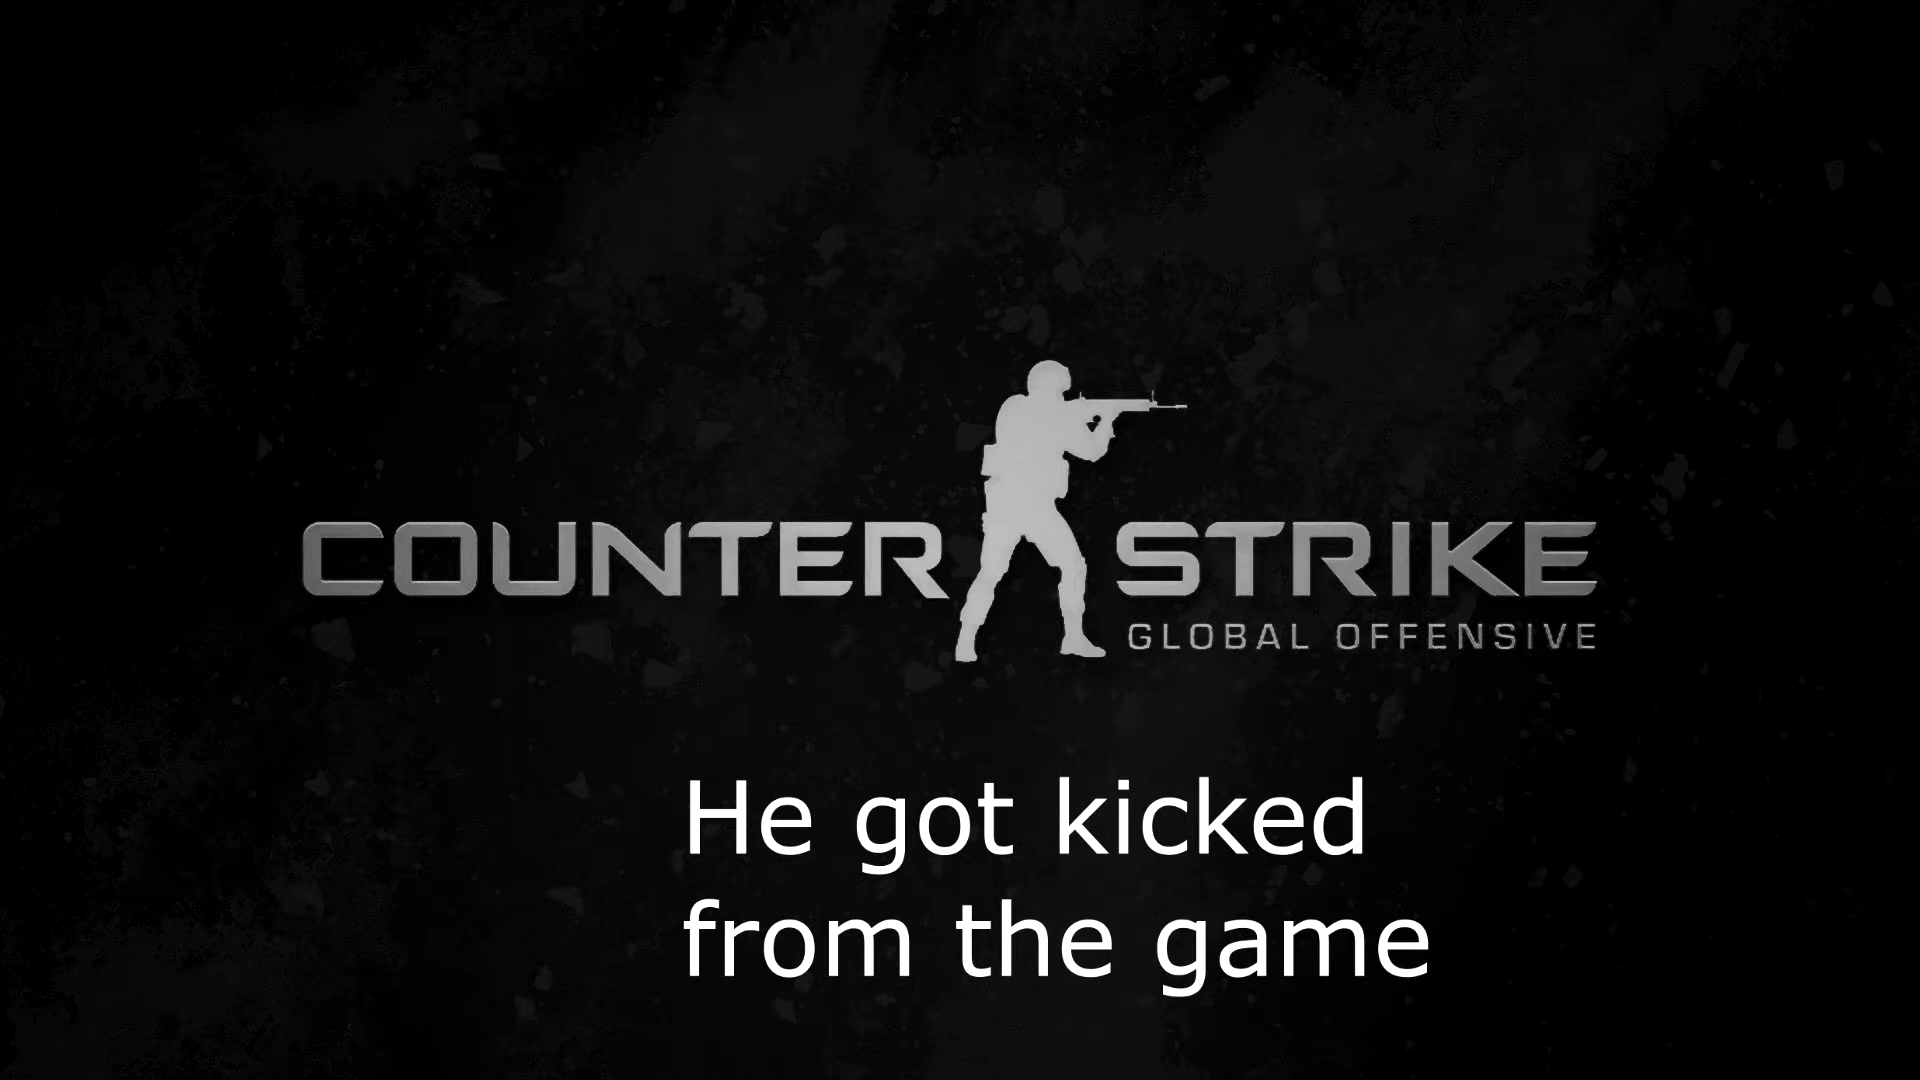 COUNTER STRIKE
GLOBAL OFFENSIVE
He got kicked
from the game